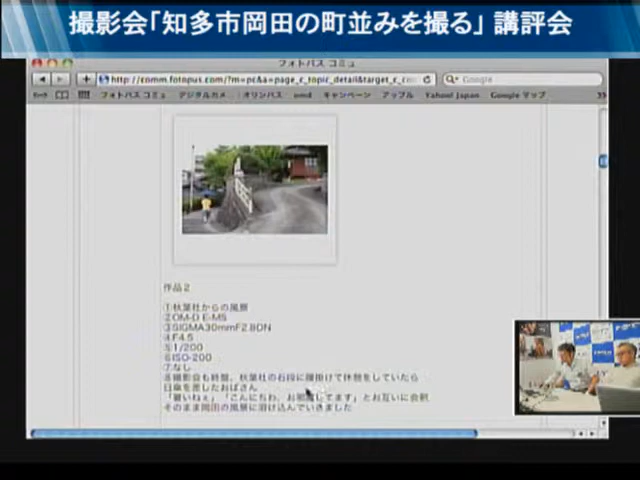 撮影会「知多市岡田の町並みを撮る」 講評会
フォトパス コミュ
http://comm.fotopus.com/?m=pc&a=page_c_topic_detail&target_c_co
Google
フォトパス コミュ デジタルカメ… オリンパス omd キャンペーン アップル Yahoo! Japan Google マップ
作品2
①秋葉社からの風景
②OM-D E-M5
③SIGMA30mmF2.8DN
④F4.5
⑤1/200
⑥ISO-200
⑦なし
⑧撮影会も終盤、秋葉社の石段に腰掛けて休憩をしていたら
日傘を差したおばさん
「暑いねぇ」「こんにちわ、お邪魔してます」とお互いに会釈
そのまま岡田の風景に溶け込んでいきました